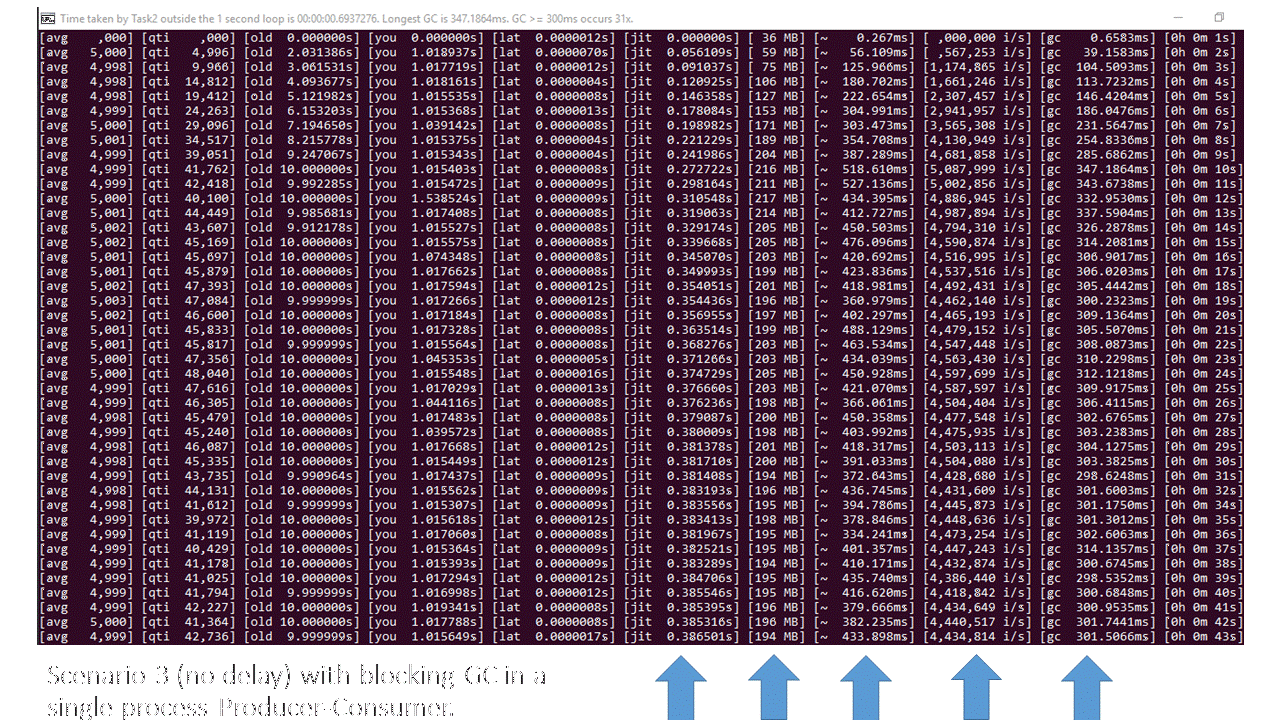 Time taken by Task2 outside the 1 second loop is 00:00:00.6937276. Longest GC is 347.1864ms. GC >= 300ms occurs 31x.
[avg ,000] [qti ,000] [old 0.000000s] [you 0.000000s] [lat 0.0000012s] [jit 0.000000s] [ 36 MB] [~ 0.267ms] [ ,000,000 i/s] [gc 0.6583ms] [0h 0m 1s]
[avg 5,000] [qti 4,996] [old 2.031386s] [you 1.018937s] [lat 0.0000070s] [jit 0.056109s] [ 59 MB] [~ 56.109ms] [ ,567,253 i/s] [gc 39.1583ms] [0h 0m 2s]
[avg 4,998] [qti 9,966] [old 3.061531s] [you 1.017719s] [lat 0.0000012s] [jit 0.091037s] [ 75 MB] [~ 125.966ms] [1,174,865 i/s] [gc 104.5093ms] [0h 0m 3s]
[avg 4,998] [qti 14,812] [old 4.093677s] [you 1.018161s] [lat 0.0000004s] [jit 0.120925s] [106 MB] [~ 180.702ms] [1,661,246 i/s] [gc 113.7232ms] [0h 0m 4s]
[avg 4,998] [qti 19,412] [old 5.121982s] [you 1.015535s] [lat 0.0000008s] [jit 0.146358s] [127 MB] [~ 222.654ms] [2,307,457 i/s] [gc 146.4204ms] [0h 0m 5s]
[avg 4,999] [qti 24,263] [old 6.153203s] [you 1.015368s] [lat 0.0000013s] [jit 0.178084s] [153 MB] [~ 304.991ms] [2,941,957 i/s] [gc 186.0476ms] [0h 0m 6s]
[avg 5,000] [qti 29,096] [old 7.194650s] [you 1.039142s] [lat 0.0000008s] [jit 0.198982s] [171 MB] [~ 303.473ms] [3,565,308 i/s] [gc 231.5647ms] [0h 0m 7s]
[avg 5,001] [qti 34,517] [old 8.215778s] [you 1.015375s] [lat 0.0000004s] [jit 0.221229s] [189 MB] [~ 354.708ms] [4,130,949 i/s] [gc 254.8336ms] [0h 0m 8s]
[avg 4,999] [qti 39,051] [old 9.247067s] [you 1.015343s] [lat 0.0000004s] [jit 0.241986s] [204 MB] [~ 387.289ms] [4,681,858 i/s] [gc 285.6862ms] [0h 0m 9s]
[avg 4,999] [qti 41,762] [old 10.000000s] [you 1.015403s] [lat 0.0000008s] [jit 0.272722s] [216 MB] [~ 518.610ms] [5,087,999 i/s] [gc 347.1864ms] [0h 0m 10s]
[avg 4,999] [qti 42,418] [old 9.992285s] [you 1.015472s] [lat 0.0000009s] [jit 0.298164s] [211 MB] [~ 527.136ms] [5,002,856 i/s] [gc 343.6738ms] [0h 0m 11s]
[avg 5,000] [qti 40,100] [old 10.000000s] [you 1.538524s] [lat 0.0000009s] [jit 0.310548s] [217 MB] [~ 434.395ms] [4,886,945 i/s] [gc 332.9530ms] [0h 0m 12s]
[avg 5,001] [qti 44,449] [old 9.985681s] [you 1.017408s] [lat 0.0000008s] [jit 0.319063s] [214 MB] [~ 412.727ms] [4,987,894 i/s] [gc 337.5904ms] [0h 0m 13s]
[avg 5,002] [qti 43,607] [old 9.912178s] [you 1.015527s] [lat 0.0000008s] [jit 0.329174s] [205 MB] [~ 450.503ms] [4,794,310 i/s] [gc 326.2878ms] [0h 0m 14s]
[avg 5,002] [qti 45,169] [old 10.000000s] [you 1.015575s] [lat 0.0000008s] [jit 0.339668s] [205 MB] [~ 476.096ms] [4,590,874 i/s] [gc 314.2081ms] [0h 0m 15s]
[avg 5,001] [qti 45,697] [old 10.000000s] [you 1.074348s] [lat 0.0000008s] [jit 0.345070s] [203 MB] [~ 420.692ms] [4,516,995 i/s] [gc 306.9017ms] [0h 0m 16s]
[avg 5,001] [qti 45,879] [old 10.000000s] [you 1.017662s] [lat 0.0000008s] [jit 0.349993s] [199 MB] [~ 423.836ms] [4,537,516 i/s] [gc 306.0203ms] [0h 0m 17s]
[avg 5,002] [qti 47,393] [old 10.000000s] [you 1.017594s] [lat 0.0000012s] [jit 0.354051s] [201 MB] [~ 418.981ms] [4,492,431 i/s] [gc 305.4442ms] [0h 0m 18s]
[avg 5,003] [qti 47,084] [old 9.999999s] [you 1.017266s] [lat 0.0000012s] [jit 0.354436s] [196 MB] [~ 360.979ms] [4,462,140 i/s] [gc 300.2323ms] [0h 0m 19s]
[avg 5,002] [qti 46,600] [old 10.000000s] [you 1.017184s] [lat 0.0000008s] [jit 0.356955s] [197 MB] [~ 402.297ms] [4,465,193 i/s] [gc 309.1364ms] [0h 0m 20s]
[avg 5,001] [qti 45,833] [old 10.000000s] [you 1.017328s] [lat 0.0000008s] [jit 0.363514s] [199 MB] [~ 488.129ms] [4,479,152 i/s] [gc 305.5070ms] [0h 0m 21s]
[avg 5,001] [qti 45,817] [old 9.999999s] [you 1.015564s] [lat 0.0000008s] [jit 0.368276s] [203 MB] [~ 463.534ms] [4,547,448 i/s] [gc 308.0873ms] [0h 0m 22s]
[avg 5,000] [qti 47,356] [old 10.000000s] [you 1.045353s] [lat 0.0000005s] [jit 0.371266s] [203 MB] [~ 434.039ms] [4,563,430 i/s] [gc 310.2298ms] [0h 0m 23s]
[avg 5,000] [qti 48,040] [old 10.000000s] [you 1.015548s] [lat 0.0000016s] [jit 0.374729s] [205 MB] [~ 450.928ms] [4,597,699 i/s] [gc 312.1218ms] [0h 0m 24s]
[avg 4,999] [qti 47,616] [old 10.000000s] [you 1.017029s] [lat 0.0000013s] [jit 0.376660s] [203 MB] [~ 421.070ms] [4,587,597 i/s] [gc 309.9175ms] [0h 0m 25s]
[avg 4,999] [qti 46,305] [old 10.000000s] [you 1.044116s] [lat 0.0000008s] [jit 0.376236s] [198 MB] [~ 366.061ms] [4,504,404 i/s] [gc 306.4115ms] [0h 0m 26s]
[avg 4,998] [qti 45,479] [old 10.000000s] [you 1.017483s] [lat 0.0000008s] [jit 0.379087s] [200 MB] [~ 450.358ms] [4,477,548 i/s] [gc 302.6765ms] [0h 0m 27s]
[avg 4,998] [qti 45,240] [old 10.000000s] [you 1.039572s] [lat 0.0000008s] [jit 0.380009s] [198 MB] [~ 403.992ms] [4,475,935 i/s] [gc 303.2383ms] [0h 0m 28s]
[avg 4,998] [qti 46,087] [old 10.000000s] [you 1.017668s] [lat 0.0000012s] [jit 0.381378s] [201 MB] [~ 418.317ms] [4,503,113 i/s] [gc 304.1275ms] [0h 0m 29s]
[avg 4,998] [qti 45,335] [old 10.000000s] [you 1.015449s] [lat 0.0000012s] [jit 0.381710s] [200 MB] [~ 391.033ms] [4,504,080 i/s] [gc 303.3825ms] [0h 0m 30s]
[avg 4,999] [qti 43,735] [old 9.990964s] [you 1.017437s] [lat 0.0000009s] [jit 0.381408s] [194 MB] [~ 372.643ms] [4,428,680 i/s] [gc 298.6248ms] [0h 0m 31s]
[avg 4,998] [qti 44,131] [old 10.000000s] [you 1.015562s] [lat 0.0000009s] [jit 0.383193s] [196 MB] [~ 436.745ms] [4,431,609 i/s] [gc 301.6003ms] [0h 0m 32s]
[avg 4,998] [qti 41,612] [old 9.999999s] [you 1.015307s] [lat 0.0000009s] [jit 0.383556s] [195 MB] [~ 394.786ms] [4,445,873 i/s] [gc 301.1750ms] [0h 0m 34s]
[avg 4,999] [qti 39,972] [old 10.000000s] [you 1.015618s] [lat 0.0000012s] [jit 0.383413s] [198 MB] [~ 378.846ms] [4,448,636 i/s] [gc 301.3012ms] [0h 0m 35s]
[avg 4,999] [qti 41,119] [old 10.000000s] [you 1.017060s] [lat 0.0000008s] [jit 0.381967s] [195 MB] [~ 334.241ms] [4,473,254 i/s] [gc 302.6063ms] [0h 0m 36s]
[avg 4,999] [qti 40,429] [old 10.000000s] [you 1.015364s] [lat 0.0000009s] [jit 0.382521s] [195 MB] [~ 401.357ms] [4,447,243 i/s] [gc 314.1357ms] [0h 0m 37s]
[avg 4,999] [qti 41,178] [old 10.000000s] [you 1.015393s] [lat 0.0000009s] [jit 0.383289s] [194 MB] [~ 410.171ms] [4,432,874 i/s] [gc 300.6745ms] [0h 0m 38s]
[avg 4,999] [qti 41,025] [old 10.000000s] [you 1.017294s] [lat 0.0000012s] [jit 0.384706s] [195 MB] [~ 435.740ms] [4,386,440 i/s] [gc 298.5352ms] [0h 0m 39s]
[avg 4,999] [qti 41,794] [old 9.999999s] [you 1.016998s] [lat 0.0000012s] [jit 0.385546s] [195 MB] [~ 416.620ms] [4,418,842 i/s] [gc 300.6848ms] [0h 0m 40s]
[avg 4,999] [qti 42,227] [old 10.000000s] [you 1.019341s] [lat 0.0000008s] [jit 0.385395s] [196 MB] [~ 379.666ms] [4,434,649 i/s] [gc 300.9535ms] [0h 0m 41s]
[avg 5,000] [qti 41,364] [old 10.000000s] [you 1.017788s] [lat 0.0000008s] [jit 0.385316s] [196 MB] [~ 382.235ms] [4,440,517 i/s] [gc 301.7441ms] [0h 0m 42s]
[avg 4,999] [qti 42,736] [old 9.999999s] [you 1.015649s] [lat 0.0000017s] [jit 0.386501s] [194 MB] [~ 433.898ms] [4,434,814 i/s] [gc 301.5066ms] [0h 0m 43s]
Scenario 3 (no delay) with blocking GC in a
single process Producer-Consumer.